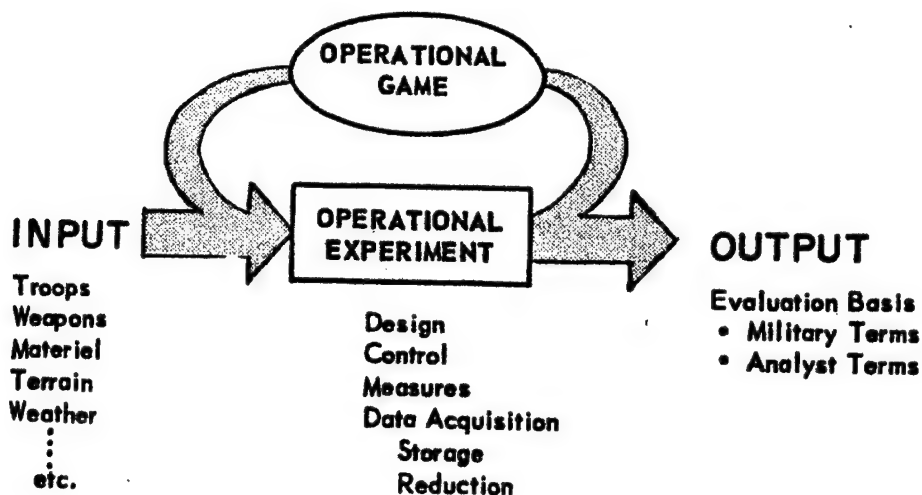 OPERATIONAL
GAME
INPUT
Troops
Weapons
Materiel
Terrain
Weather
etc.
OPERATIONAL
EXPERIMENT
Design
Control
Measures
Data Acquisition
Storage
Reduction
OUTPUT
Evaluation Basis
• Military Terms
• Analyst Terms